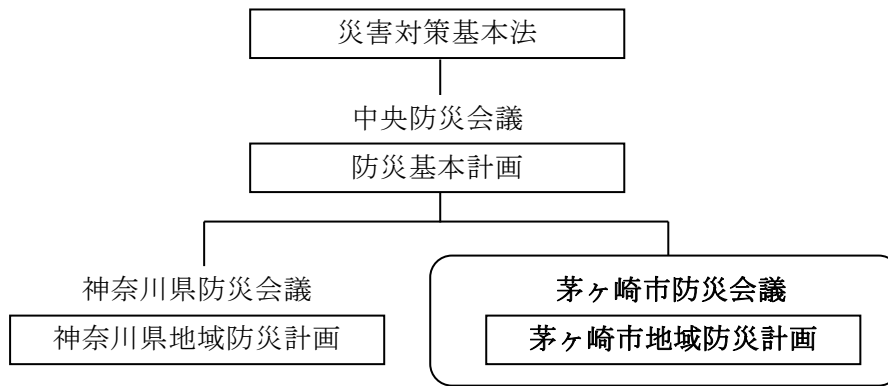 災害対策基本法
中央防災会議
防災基本計画
神奈川県防災会議
神奈川県地域防災計画
茅ヶ崎市防災会議
茅ヶ崎市地域防災計画